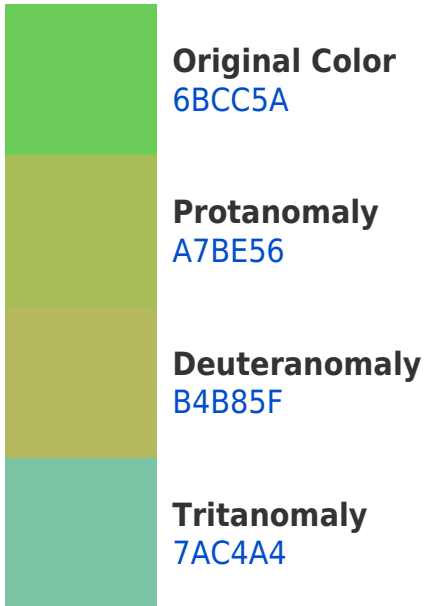 Original Color
6BCC5A
Protanomaly
A7BE56
Deuteranomaly
B4B85F
Tritanomaly
7AC4A4